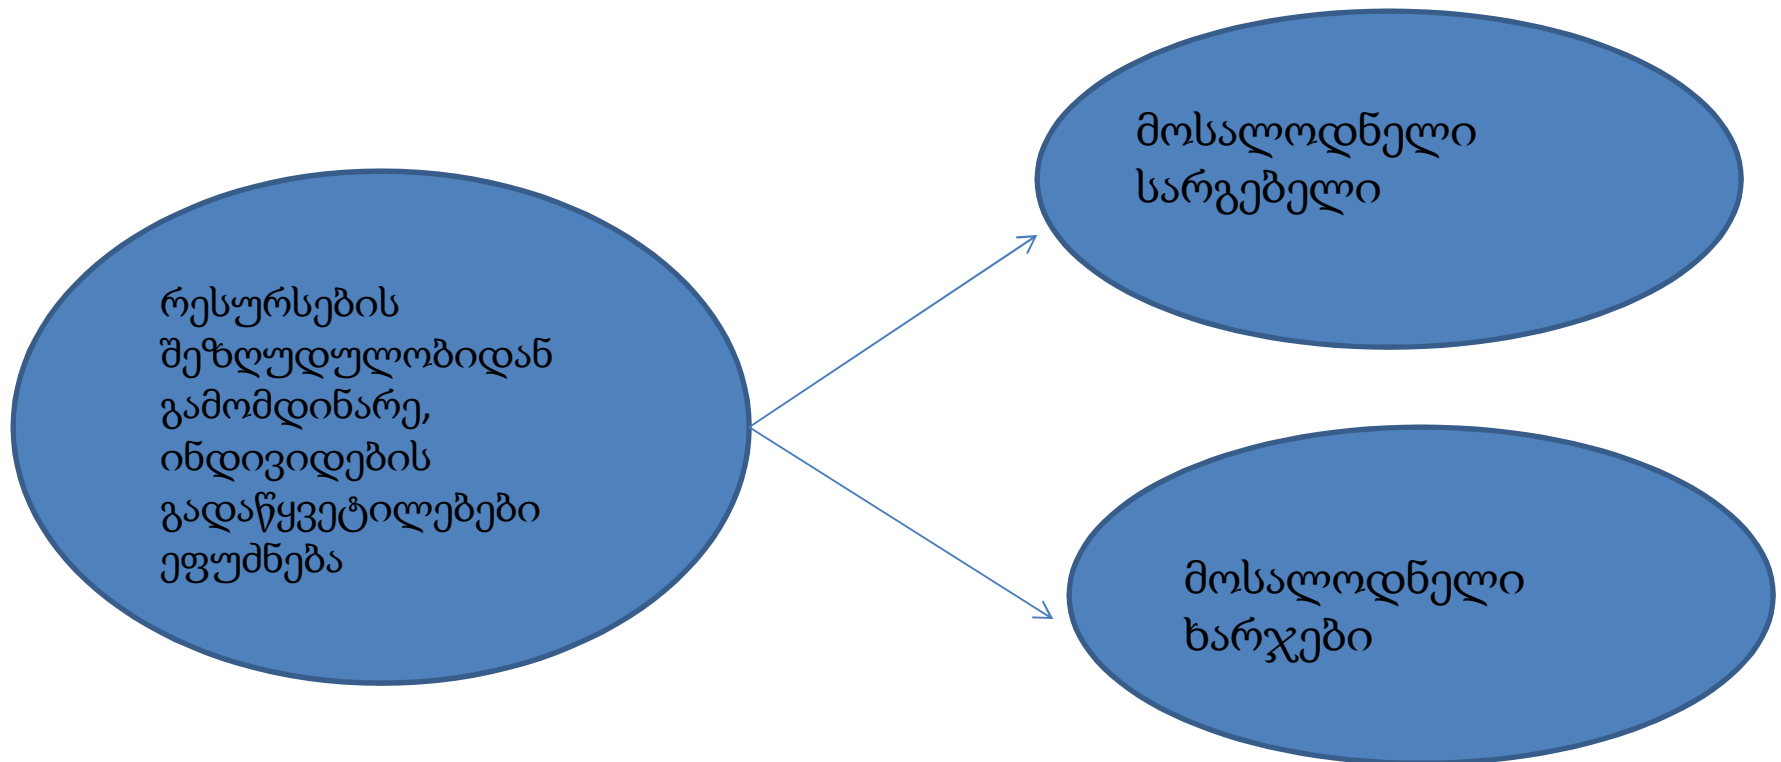 რესურსების
შეზღუდულობიდან
გამომდინარე,
ინდივიდების
გადაწყვეტილებები
ეფუძნება
მოსალოდნელი
სარგებელი
მოსალოდნელი
ხარჯები